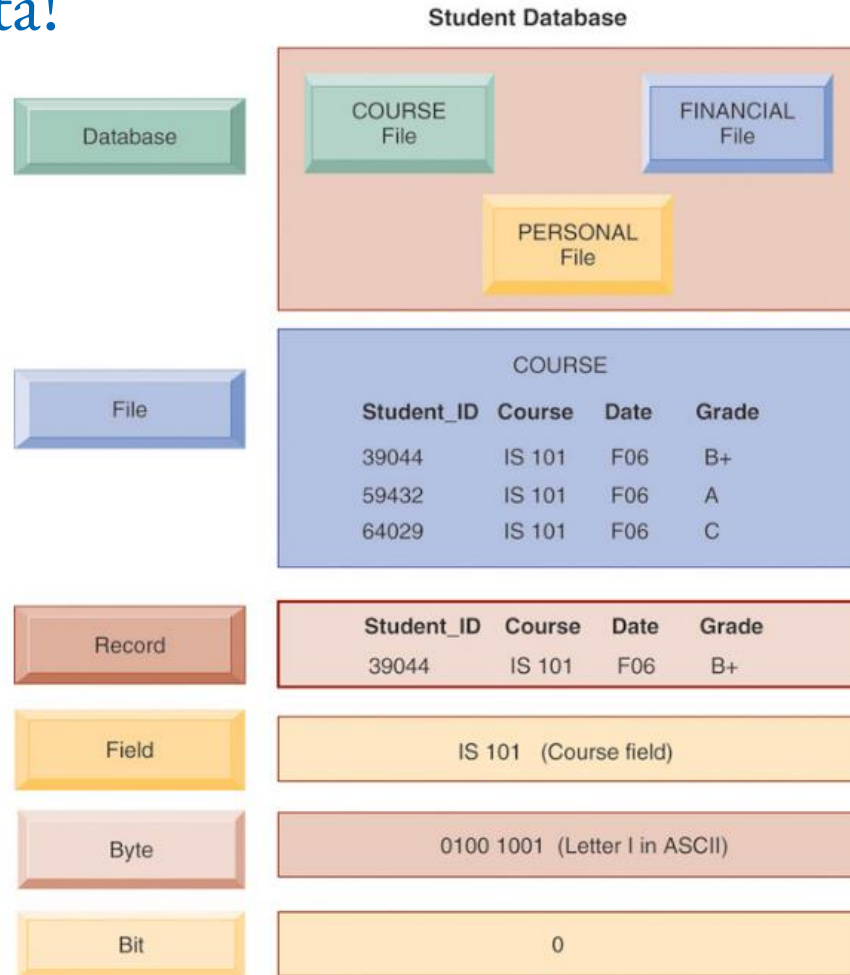 ta!
Student Database
Database
COURSE
File
FINANCIAL
File
PERSONAL
File
File
COURSE
Student_ID Course Date Grade
39044 IS 101 F06 B+
59432 IS 101 F06 A
64029 IS 101 F06 C
Record
Student_ID Course Date Grade
39044 IS 101 F06 B+
Field
IS 101 (Course field)
Byte
0100 1001 (Letter I in ASCII)
Bit
0